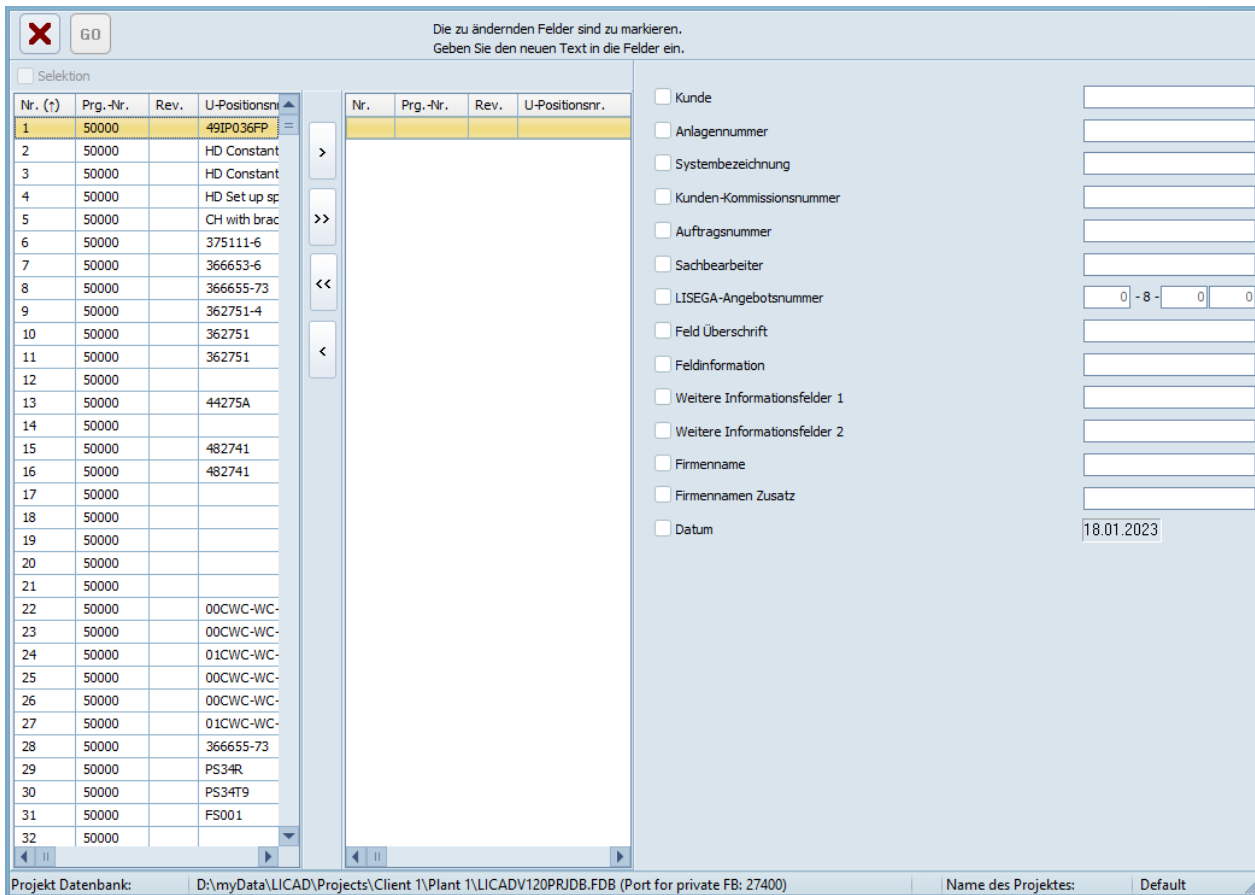 GO
Die zu ändernden Felder sind zu markieren.
Geben Sie den neuen Text in die Felder ein.
Selektion
Nr. (↑) Prg.-Nr. Rev. U-Positionsn
1 50000 49IP036FP
2 50000 HD Constant
3 50000 HD Constant
4 50000 HD Set up sp
5 50000 CH with brac
6 50000 375111-6
7 50000 366653-6
8 50000 366655-73
9 50000 362751-4
10 50000 362751
11 50000 362751
12 50000
13 50000 44275A
14 50000
15 50000 482741
16 50000 482741
17 50000
18 50000
19 50000
20 50000
21 50000
22 50000 00CWC-WC-
23 50000 00CWC-WC-
24 50000 01CWC-WC-
25 50000 00CWC-WC-
26 50000 00CWC-WC-
27 50000 01CWC-WC-
28 50000 366655-73
29 50000 PS34R
30 50000 PS34T9
31 50000 FS001
32 50000
>
>>
<<
<
Nr. Prg.-Nr. Rev. U-Positionsnr.
Kunde
Anlagennummer
Systembezeichnung
Kunden-Kommissionsnummer
Auftragsnummer
Sachbearbeiter
LISEGA-Angebotsnummer 0 - 8 - 0 0
Feld Überschrift
Feldinformation
Weitere Informationsfelder 1
Weitere Informationsfelder 2
Firmenname
Firmennamen Zusatz
Datum 18.01.2023
Projekt Datenbank: D:\myData\LICAD\Projects\Client 1\Plant 1\LICADV120PRJDB.FDB (Port for private FB: 27400) Name des Projektes: Default